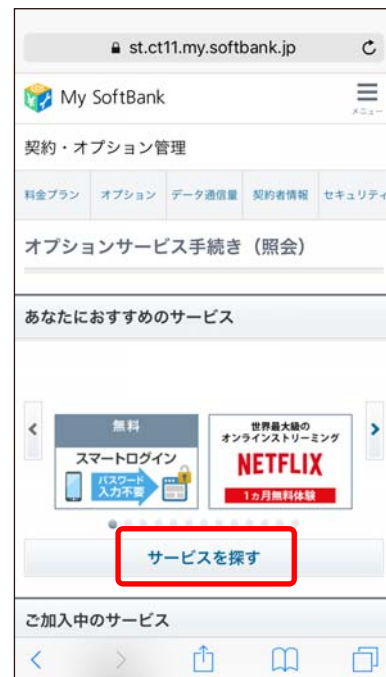 st.ct11.my.softbank.jp
My SoftBank
メニュー
契約・オプション管理
料金プラン オプション データ通信量 契約者情報 セキュリティ
オプションサービス手続き（照会）
あなたにおすすめのサービス
無料
スマートログイン
パスワード
入力不要
世界最大級の
オンラインストリーミング
NETFLIX
1ヵ月無料体験
サービスを探す
ご加入中のサービス